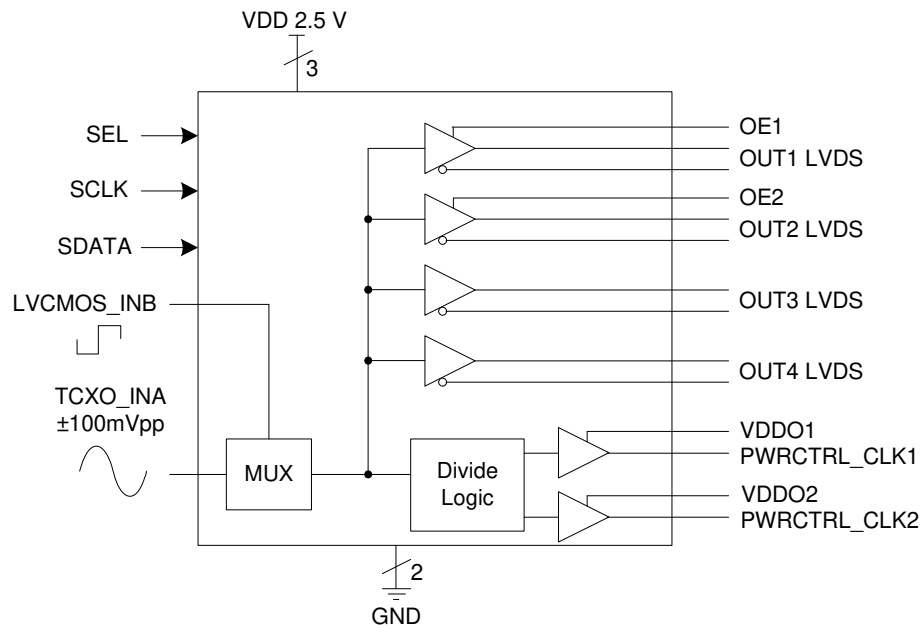 VDD 2.5 V
3
SEL
SCLK
SDATA
LVCMOS_INB
TCXO_INA
±100mVpp
MUX
Divide
Logic
OE1
OUT1 LVDS
OE2
OUT2 LVDS
OUT3 LVDS
OUT4 LVDS
VDDO1
PWRCTRL_CLK1
VDDO2
PWRCTRL_CLK2
2
GND